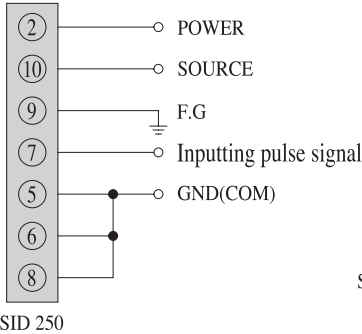 2 POWER
10 SOURCE
9 F.G
7 Inputting pulse signal
5 GND(COM)
6
8
S
SID 250